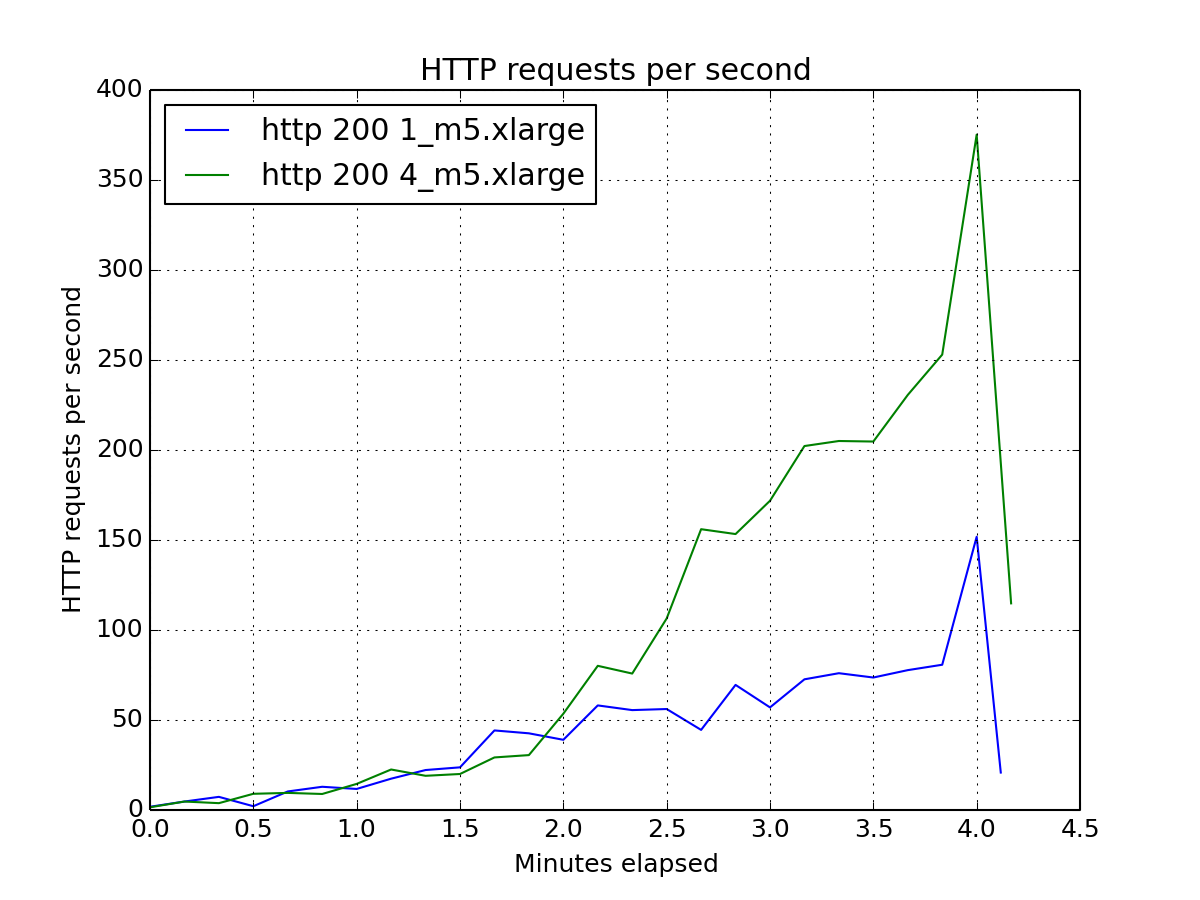 HTTP requests per second
http 200 1_m5.xlarge
http 200 4_m5.xlarge
HTTP requests per second
400
350
300
250
200
150
100
50
0
0.0 0.5 1.0 1.5 2.0 2.5 3.0 3.5 4.0 4.5
Minutes elapsed